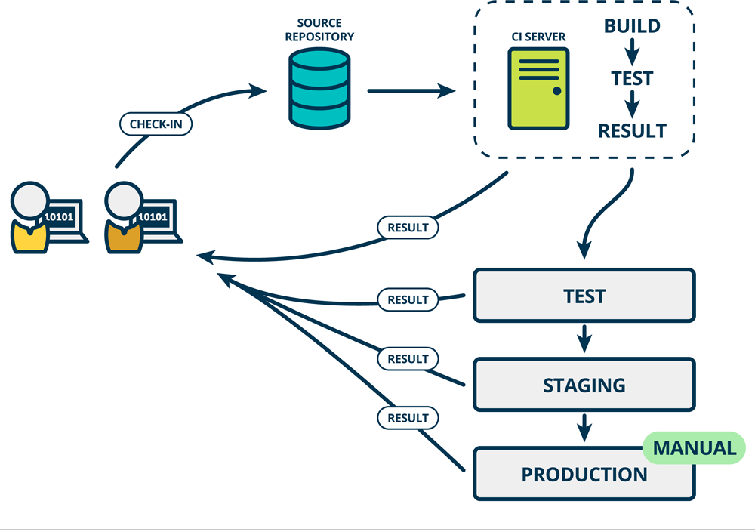 SOURCE
REPOSITORY
CI SERVER
BUILD
TEST
RESULT
CHECK-IN
10101
10101
RESULT
RESULT
TEST
RESULT
STAGING
RESULT
MANUAL
PRODUCTION